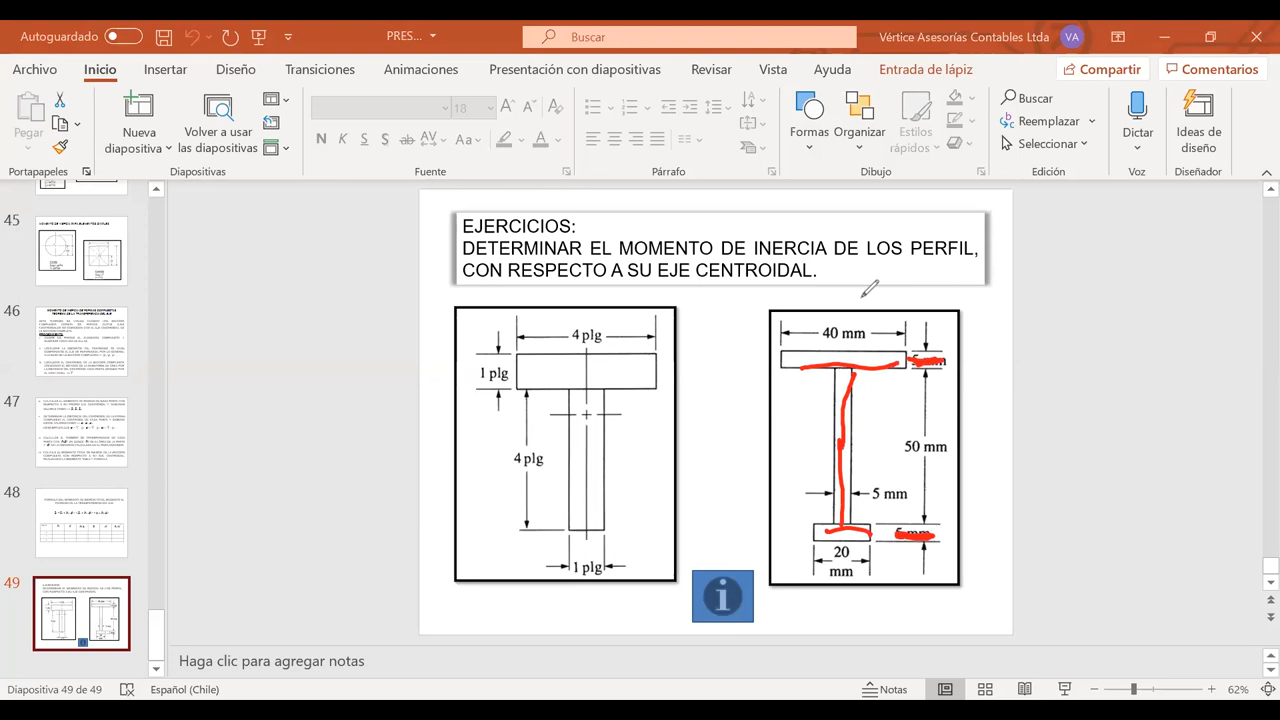 Autoguardado
PRES...
Buscar
Vértice Asesorías Contables Ltda
VA
Archivo
Inicio
Insertar
Diseño
Transiciones
Animaciones
Presentación con diapositivas
Revisar
Vista
Ayuda
Entrada de lápiz
Compartir
Comentarios
Pegar
Nueva
diapositiva
Volver a usar
las diapositivas
18
N K S S ab AV Aa A
Formas
Organizar
Estilos
rápidos
Buscar
Reemplazar
Seleccionar
Dictar
Ideas de
diseño
Portapapeles
Diapositivas
Fuente
Párrafo
Dibujo
Edición
Voz
Diseñador
45
46
47
48
49
EJERCICIOS:
DETERMINAR EL MOMENTO DE INERCIA DE LOS PERFIL,
CON RESPECTO A SU EJE CENTROIDAL.
4 plg
1 plg
4 plg
1 plg
40 mm
50 mm
5 mm
20
mm
Haga clic para agregar notas
Diapositiva 49 de 49
Español (Chile)
Notas
62%